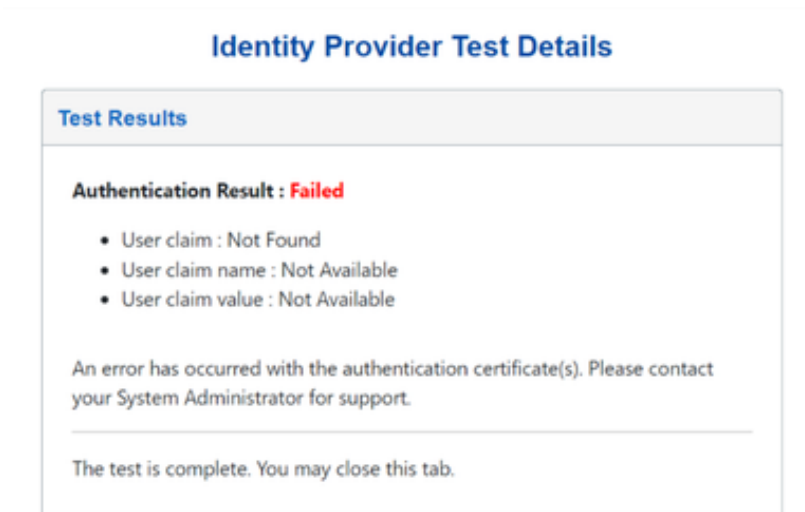 Identity Provider Test Details
Test Results
Authentication Result : Failed
• User claim : Not Found
• User claim name : Not Available
• User claim value : Not Available
An error has occurred with the authentication certificate(s). Please contact
your System Administrator for support.
The test is complete. You may close this tab.